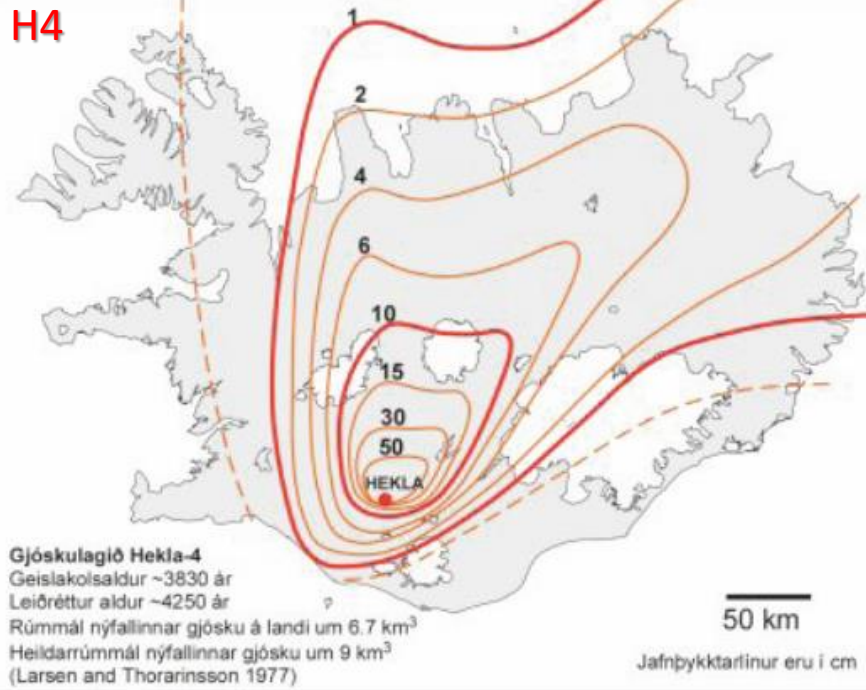 H4
1
2
4
6
10
15
30
50
HEKLA
Gjóskulagið Hekla-4
Geislakolsaldur ~3830 ár
Leiðréttur aldur ~4250 ár
Rúmmál nýfallinnar gjósku á landi um 6.7 km³
Heildarrúmmál nýfallinnar gjósku um 9 km³
(Larsen and Thorarinsson 1977)
50 km
Jafnþykktarlínur eru í cm